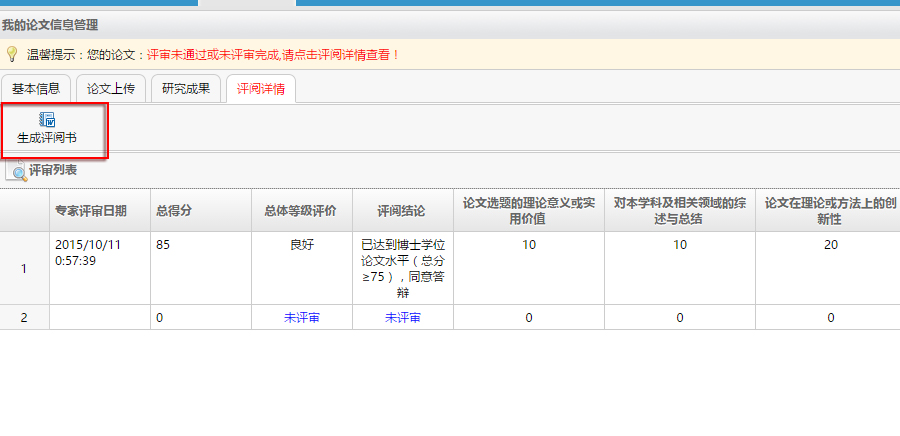 我的论文信息管理
温馨提示：您的论文：评审未通过或未评审完成,请点击评阅详情查看！
基本信息 论文上传 研究成果 评阅详情
生成评阅书
评审列表
专家评审日期 总得分 总体等级评价 评阅结论 论文选题的理论意义或实用价值 对本学科及相关领域的综述与总结 论文在理论或方法上的创新性
1 2015/10/11 0:57:39 85 良好 已达到博士学位论文水平（总分≥75），同意答辩 10 10 20
2 0 未评审 未评审 0 0 0